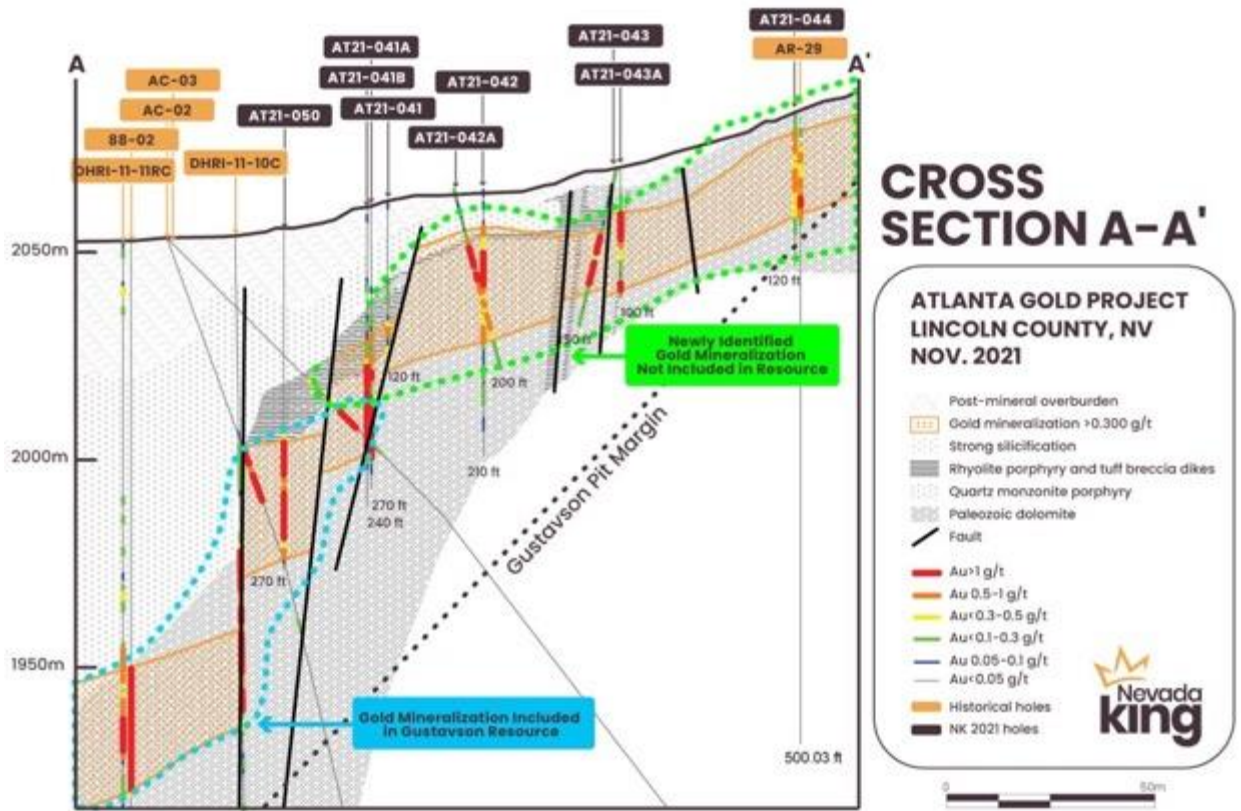 AT21-044
AR-29
AT21-043
AT21-043A
AT21-041A
AT21-041B
AT21-041
AT21-042
AT21-042A
A
A'
AC-03
AC-02
AT21-050
88-02
DHRI-11-11RC
DHRI-11-10C
2050m
2000m
1950m
120 ft
100 ft
150 ft
120 ft
200 ft
210 ft
270 ft
240 ft
270 ft
500.03 ft
Newly Identified
Gold Mineralization
Not Included in Resource
Gustavson Pit Margin
Gold Mineralization Included
in Gustavson Resource
CROSS
SECTION A-A'
ATLANTA GOLD PROJECT
LINCOLN COUNTY, NV
NOV. 2021
Post-mineral overburden
Gold mineralization >0.300 g/t
Strong silicification
Rhyolite porphyry and tuff breccia dikes
Quartz monzonite porphyry
Paleozoic dolomite
Fault
Au>1 g/t
Au 0.5-1 g/t
Au<0.3-0.5 g/t
Au<0.1-0.3 g/t
Au 0.05-0.1 g/t
Au<0.05 g/t
Historical holes
NK 2021 holes
Nevada
king
0 50m